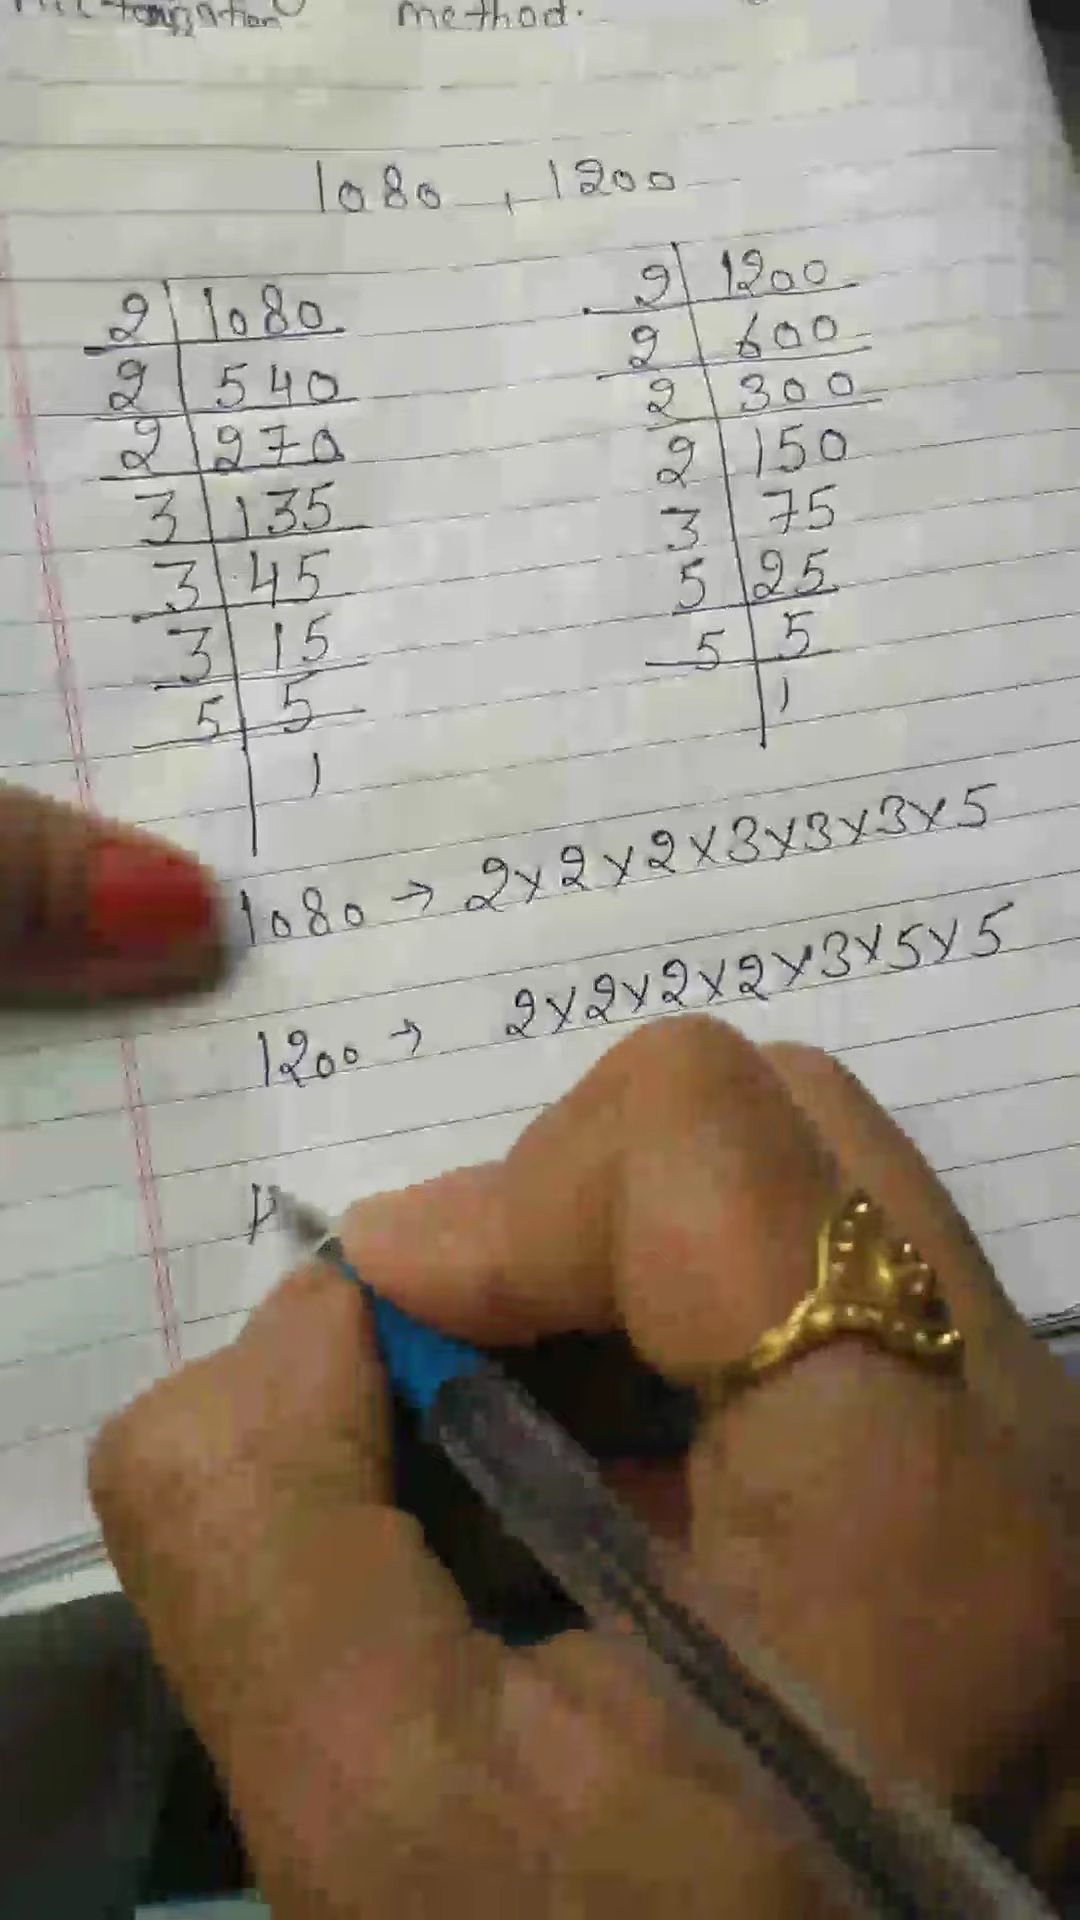 method.
1080 , 1200
2 | 1080
2 | 540
2 | 270
3 | 135
3 | 45
3 | 15
5 | 5
1
2 | 1200
2 | 600
2 | 300
2 | 150
3 | 75
5 | 25
5 | 5
1
1080 → 2×2×2×3×3×3×5
1200 → 2×2×2×2×3×5×5